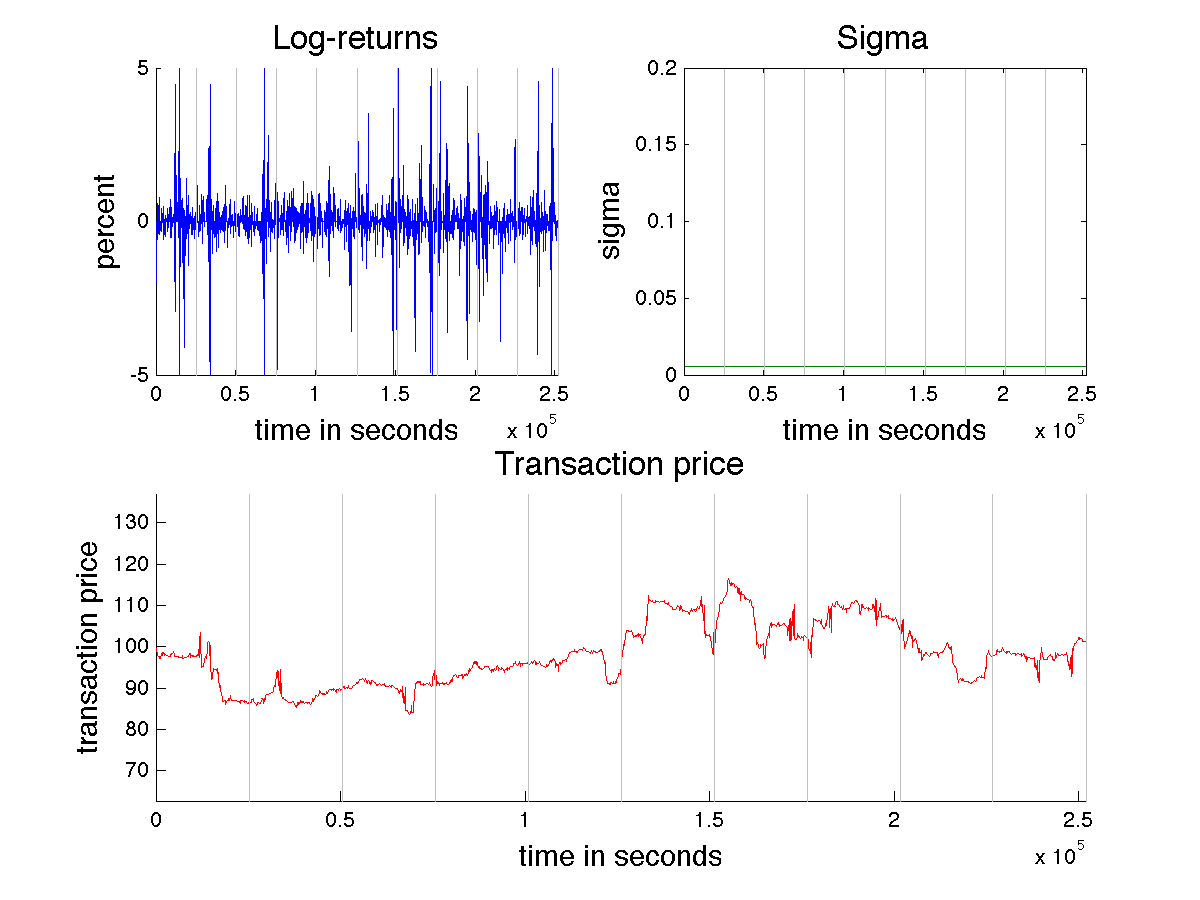 Log-returns
percent
5
0
-5
0 0.5 1 1.5 2 2.5
x 10^5
time in seconds
Sigma
sigma
0.2
0.15
0.1
0.05
0
0 0.5 1 1.5 2 2.5
x 10^5
time in seconds
Transaction price
transaction price
130
120
110
100
90
80
70
0 0.5 1 1.5 2 2.5
x 10^5
time in seconds